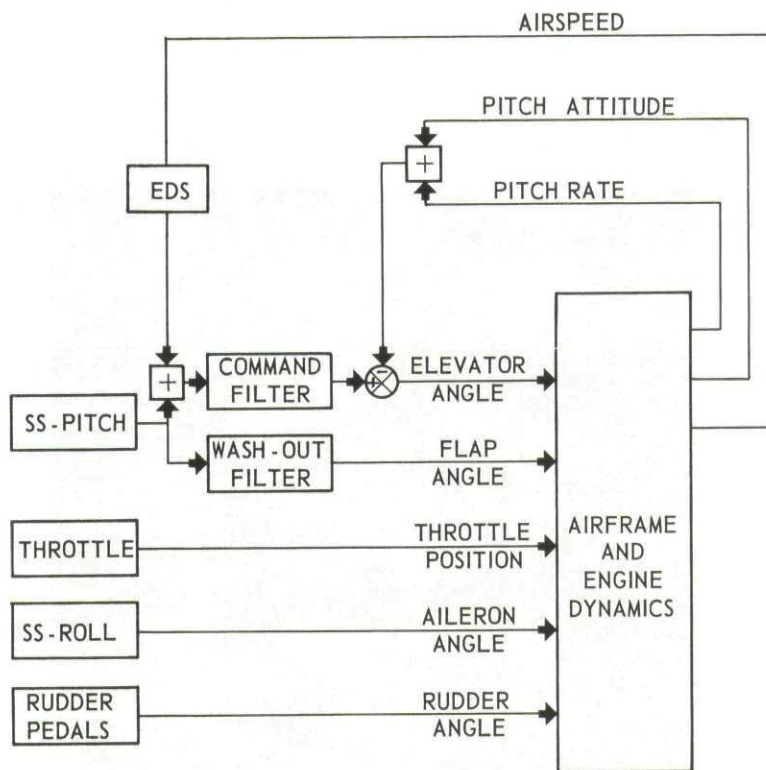 AIRSPEED
PITCH ATTITUDE
+
PITCH RATE
EDS
+
COMMAND
FILTER
+
-
ELEVATOR
ANGLE
SS-PITCH
WASH-OUT
FILTER
FLAP
ANGLE
THROTTLE
THROTTLE
POSITION
AIRFRAME
AND
ENGINE
DYNAMICS
SS-ROLL
AILERON
ANGLE
RUDDER
PEDALS
RUDDER
ANGLE